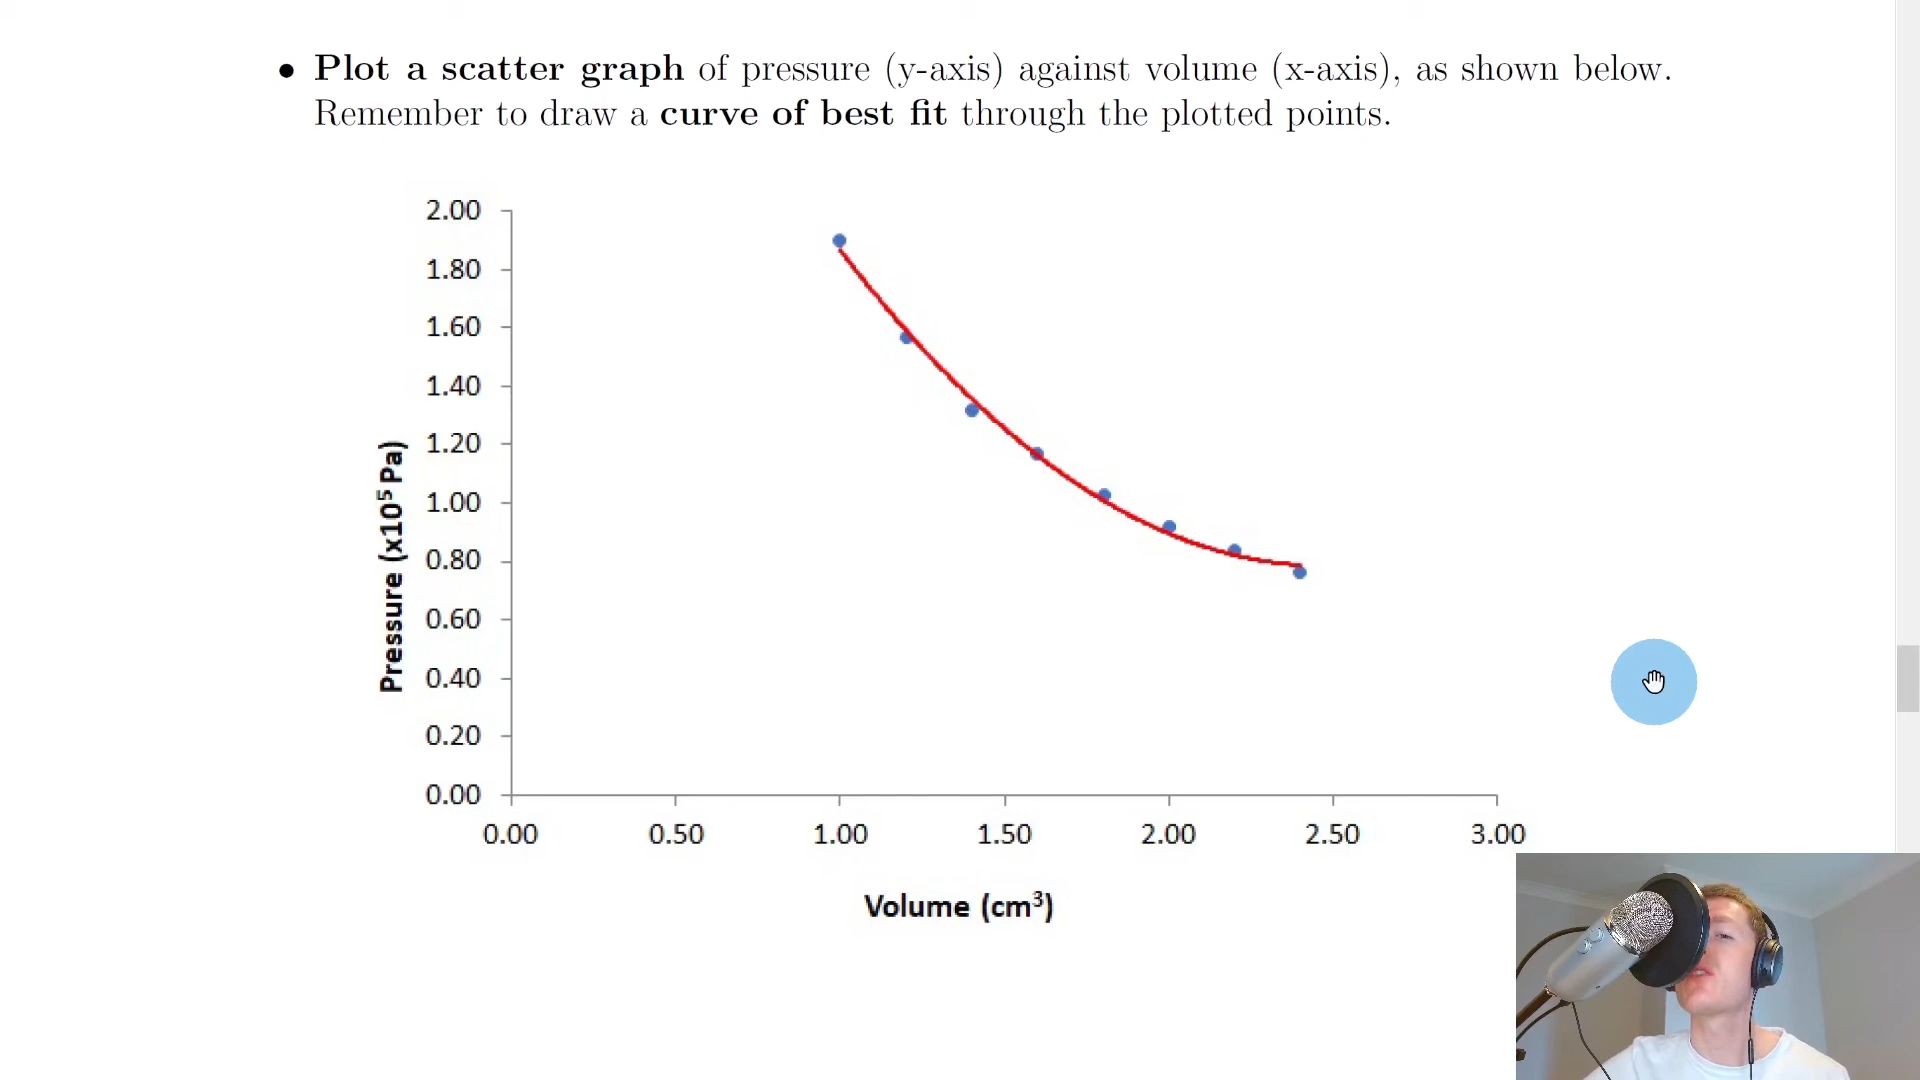 • Plot a scatter graph of pressure (y-axis) against volume (x-axis), as shown below.
Remember to draw a curve of best fit through the plotted points.
2.00
1.80
1.60
1.40
1.20
1.00
0.80
0.60
0.40
0.20
0.00
Pressure (x10⁵ Pa)
0.00 0.50 1.00 1.50 2.00 2.50 3.00
Volume (cm³)